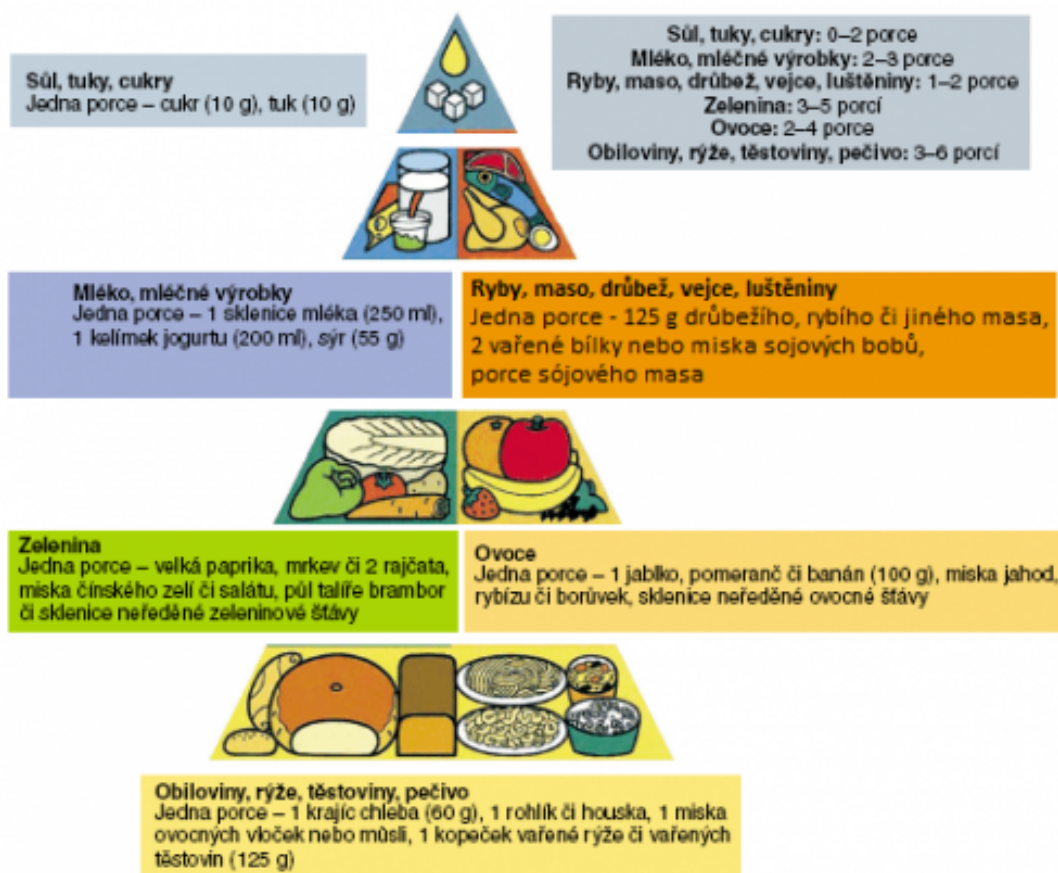 Sůl, tuky, cukry
Jedna porce – cukr (10 g), tuk (10 g)
Sůl, tuky, cukry: 0–2 porce
Mléko, mléčné výrobky: 2–3 porce
Ryby, maso, drůbež, vejce, luštěniny: 1–2 porce
Zelenina: 3–5 porcí
Ovoce: 2–4 porce
Obiloviny, rýže, těstoviny, pečivo: 3–6 porcí
Mléko, mléčné výrobky
Jedna porce – 1 sklenice mléka (250 ml),
1 kelímek jogurtu (200 ml), sýr (55 g)
Ryby, maso, drůbež, vejce, luštěniny
Jedna porce - 125 g drůbežího, rybího či jiného masa,
2 vařené bílky nebo miska sojových bobů,
porce sójového masa
Zelenina
Jedna porce – velká paprika, mrkev či 2 rajčata,
miska čínského zelí či salátu, půl talíře brambor
či sklenice neředěné zeleninové šťávy
Ovoce
Jedna porce – 1 jablko, pomeranč či banán (100 g), miska jahod,
rybízu či borůvek, sklenice neředěné ovocné šťávy
Obiloviny, rýže, těstoviny, pečivo
Jedna porce – 1 krajíc chleba (60 g), 1 rohlík či houska, 1 miska
ovocných vloček nebo műsli, 1 kopeček vařené rýže či vařených
těstovin (125 g)